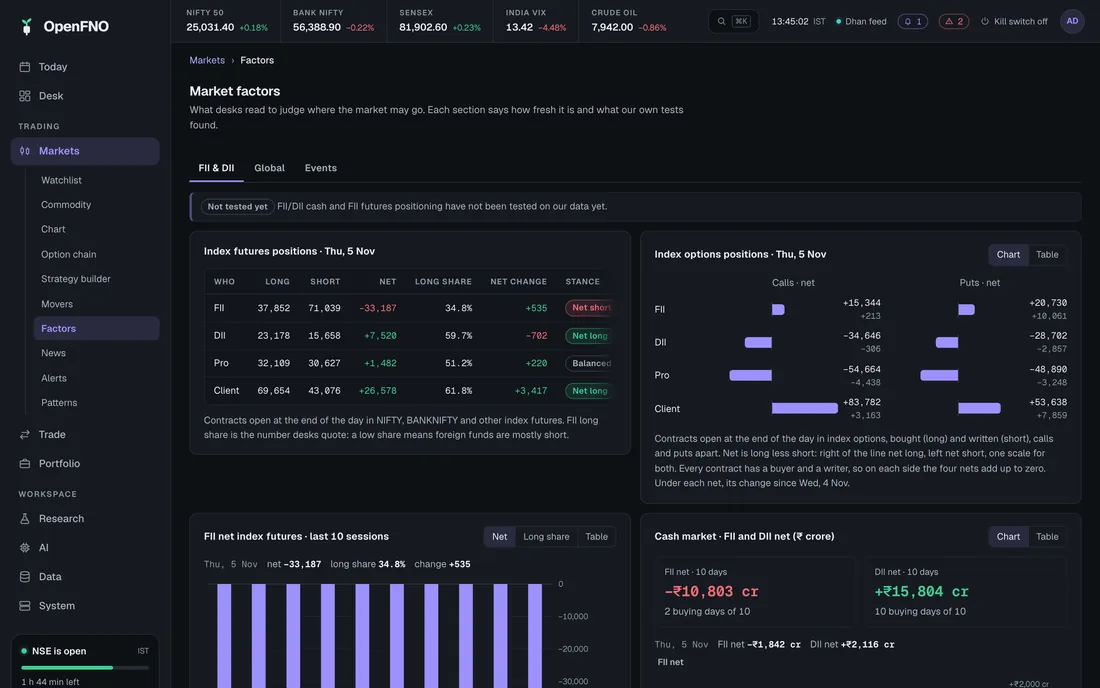 OpenFNO
NIFTY 50
25,031.40 +0.18%
BANK NIFTY
56,388.90 −0.22%
SENSEX
81,902.60 +0.23%
INDIA VIX
13.42 −4.48%
CRUDE OIL
7,942.00 −0.86%
⌘K
13:45:02 IST
Dhan feed
1
2
Kill switch off
AD
Today
Desk
TRADING
Markets
Watchlist
Commodity
Chart
Option chain
Strategy builder
Movers
Factors
News
Alerts
Patterns
Trade
Portfolio
WORKSPACE
Research
AI
Data
System
NSE is open IST
1 h 44 min left
Markets › Factors
Market factors
What desks read to judge where the market may go. Each section says how fresh it is and what our own tests
found.
FII & DII Global Events
Not tested yet FII/DII cash and FII futures positioning have not been tested on our data yet.
Index futures positions · Thu, 5 Nov
WHO LONG SHORT NET LONG SHARE NET CHANGE STANCE
FII 37,852 71,039 −33,187 34.8% +535 Net short
DII 23,178 15,658 +7,520 59.7% −702 Net long
Pro 32,109 30,627 +1,482 51.2% +220 Balanced
Client 69,654 43,076 +26,578 61.8% +3,417 Net long
Contracts open at the end of the day in NIFTY, BANKNIFTY and other index futures. FII long
share is the number desks quote: a low share means foreign funds are mostly short.
Index options positions · Thu, 5 Nov
Chart Table
Calls · net Puts · net
FII +15,344 +20,730
+213 +10,061
DII −34,646 −28,702
−306 −2,857
Pro −54,664 −48,890
−4,438 −3,248
Client +83,782 +53,638
+3,163 +7,859
Contracts open at the end of the day in index options, bought (long) and written (short), calls
and puts apart. Net is long less short: right of the line net long, left net short, one scale for
both. Every contract has a buyer and a writer, so on each side the four nets add up to zero.
Under each net, its change since Wed, 4 Nov.
FII net index futures · last 10 sessions
Net Long share Table
Thu, 5 Nov net −33,187 long share 34.8% change +535
0
−10,000
−20,000
−30,000
Cash market · FII and DII net (₹ crore)
Chart Table
FII net · 10 days
−₹10,803 cr
2 buying days of 10
DII net · 10 days
+₹15,804 cr
10 buying days of 10
Thu, 5 Nov FII net −₹1,842 cr DII net +₹2,116 cr
FII net
+₹2,000 cr